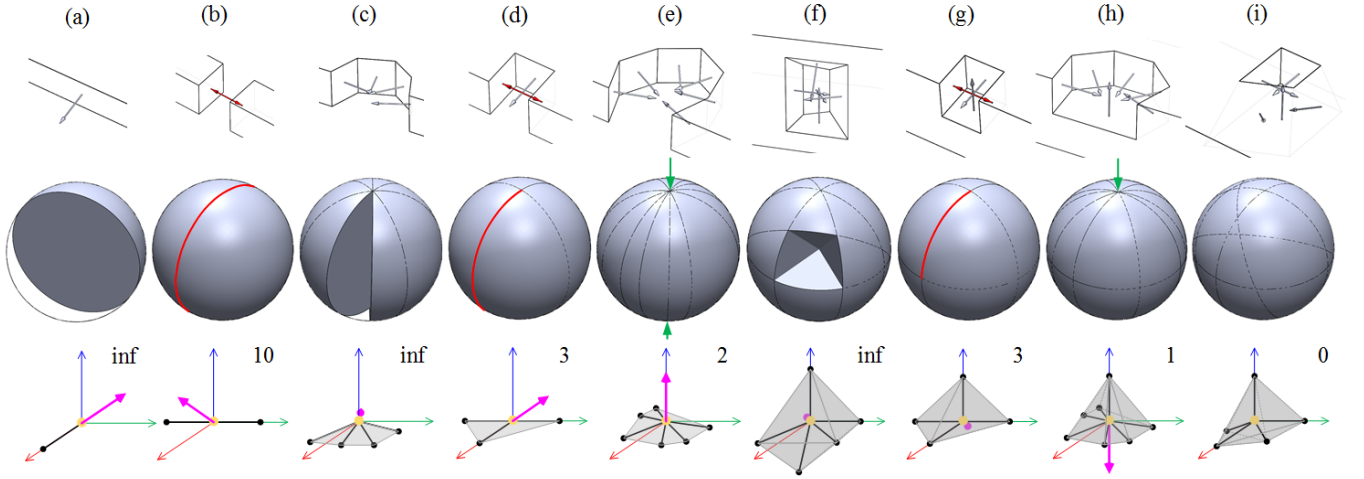 (a) (b) (c) (d) (e) (f) (g) (h) (i)
inf 10 inf 3 2 inf 3 1 0